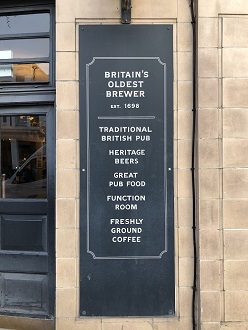 BRITAIN'S
OLDEST
BREWER
EST. 1698
TRADITIONAL
BRITISH PUB
HERITAGE
BEERS
GREAT
PUB FOOD
FUNCTION
ROOM
FRESHLY
GROUND
COFFEE